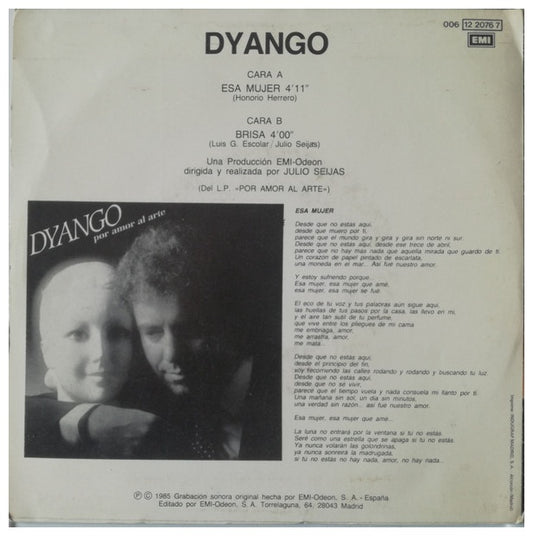 006 12 2076 7
EMI
DYANGO
CARA A
ESA MUJER 4'11"
(Honorio Herrero)
CARA B
BRISA 4'00"
(Luis G. Escolar / Julio Seijas)
Una Producción EMI-Odeon
dirigida y realizada por JULIO SEIJAS
(Del L.P. «POR AMOR AL ARTE»)
DYANGO
por amor al arte
ESA MUJER
Desde que no estás aquí,
desde que muero por ti,
parece que el mundo gira y gira y gira sin norte ni sur.
Desde que no estás aquí, desde ese trece de abril,
parece que no hay más nada que aquella mirada que guardo de ti.
Un corazón de papel pintado de escarlata,
una moneda en el mar... Así fue nuestro amor.
Y estoy sufriendo porque...
Esa mujer, esa mujer que amé,
esa mujer, esa mujer se fue.
El eco de tu voz y tus palabras aún sigue aquí,
las huellas de tus pasos por la casa, las llevo en mí,
y el aire tan sutil de tu perfume,
que vive entre los pliegues de mi cama
me embriaga, amor,
me arrastra, amor,
me mata...
Desde que no estás aquí,
desde el principio del fin,
soy recorriendo las calles rodando y rodando y buscando tu luz.
Desde que no estás aquí,
desde que no sé vivir,
parece que el tiempo vuela y nada consuela mi llanto por ti.
Una mañana sin sol, un día sin minutos,
una verdad sin razón... así fue nuestro amor.
Esa mujer, esa mujer que amé...
La luna no entrará por la ventana si tú no estás.
Seré como una estrella que se apaga si tú no estás.
Ya nunca volarán las golondrinas,
ya nunca sonreirá la madrugada,
si tú no estás no hay nada, amor, no hay nada...
Imprime INDUGRAF MADRID, S.A. - Alcorcón (Madrid)
Ⓟ © 1985 Grabación sonora original hecha por EMI-Odeon, S. A. - España
Editado por EMI-Odeon, S. A. Torrelaguna, 64, 28043 Madrid